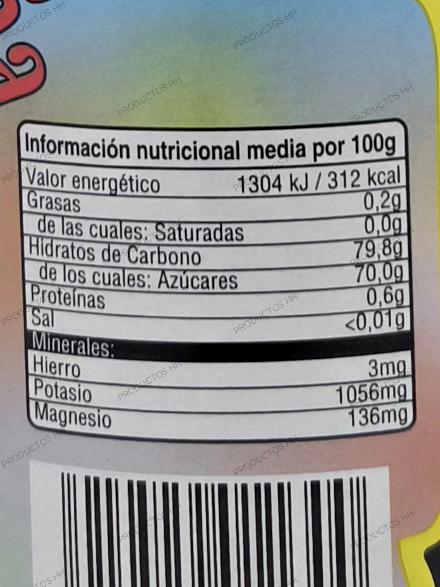 Información nutricional media por 100g
Valor energético 1304 kJ / 312 kcal
Grasas 0,2g
de las cuales: Saturadas 0,0g
Hidratos de Carbono 79,8g
de los cuales: Azúcares 70,0g
Proteínas 0,6g
Sal <0,01g
Minerales:
Hierro 3mg
Potasio 1056mg
Magnesio 136mg
PRODUCTOS HH